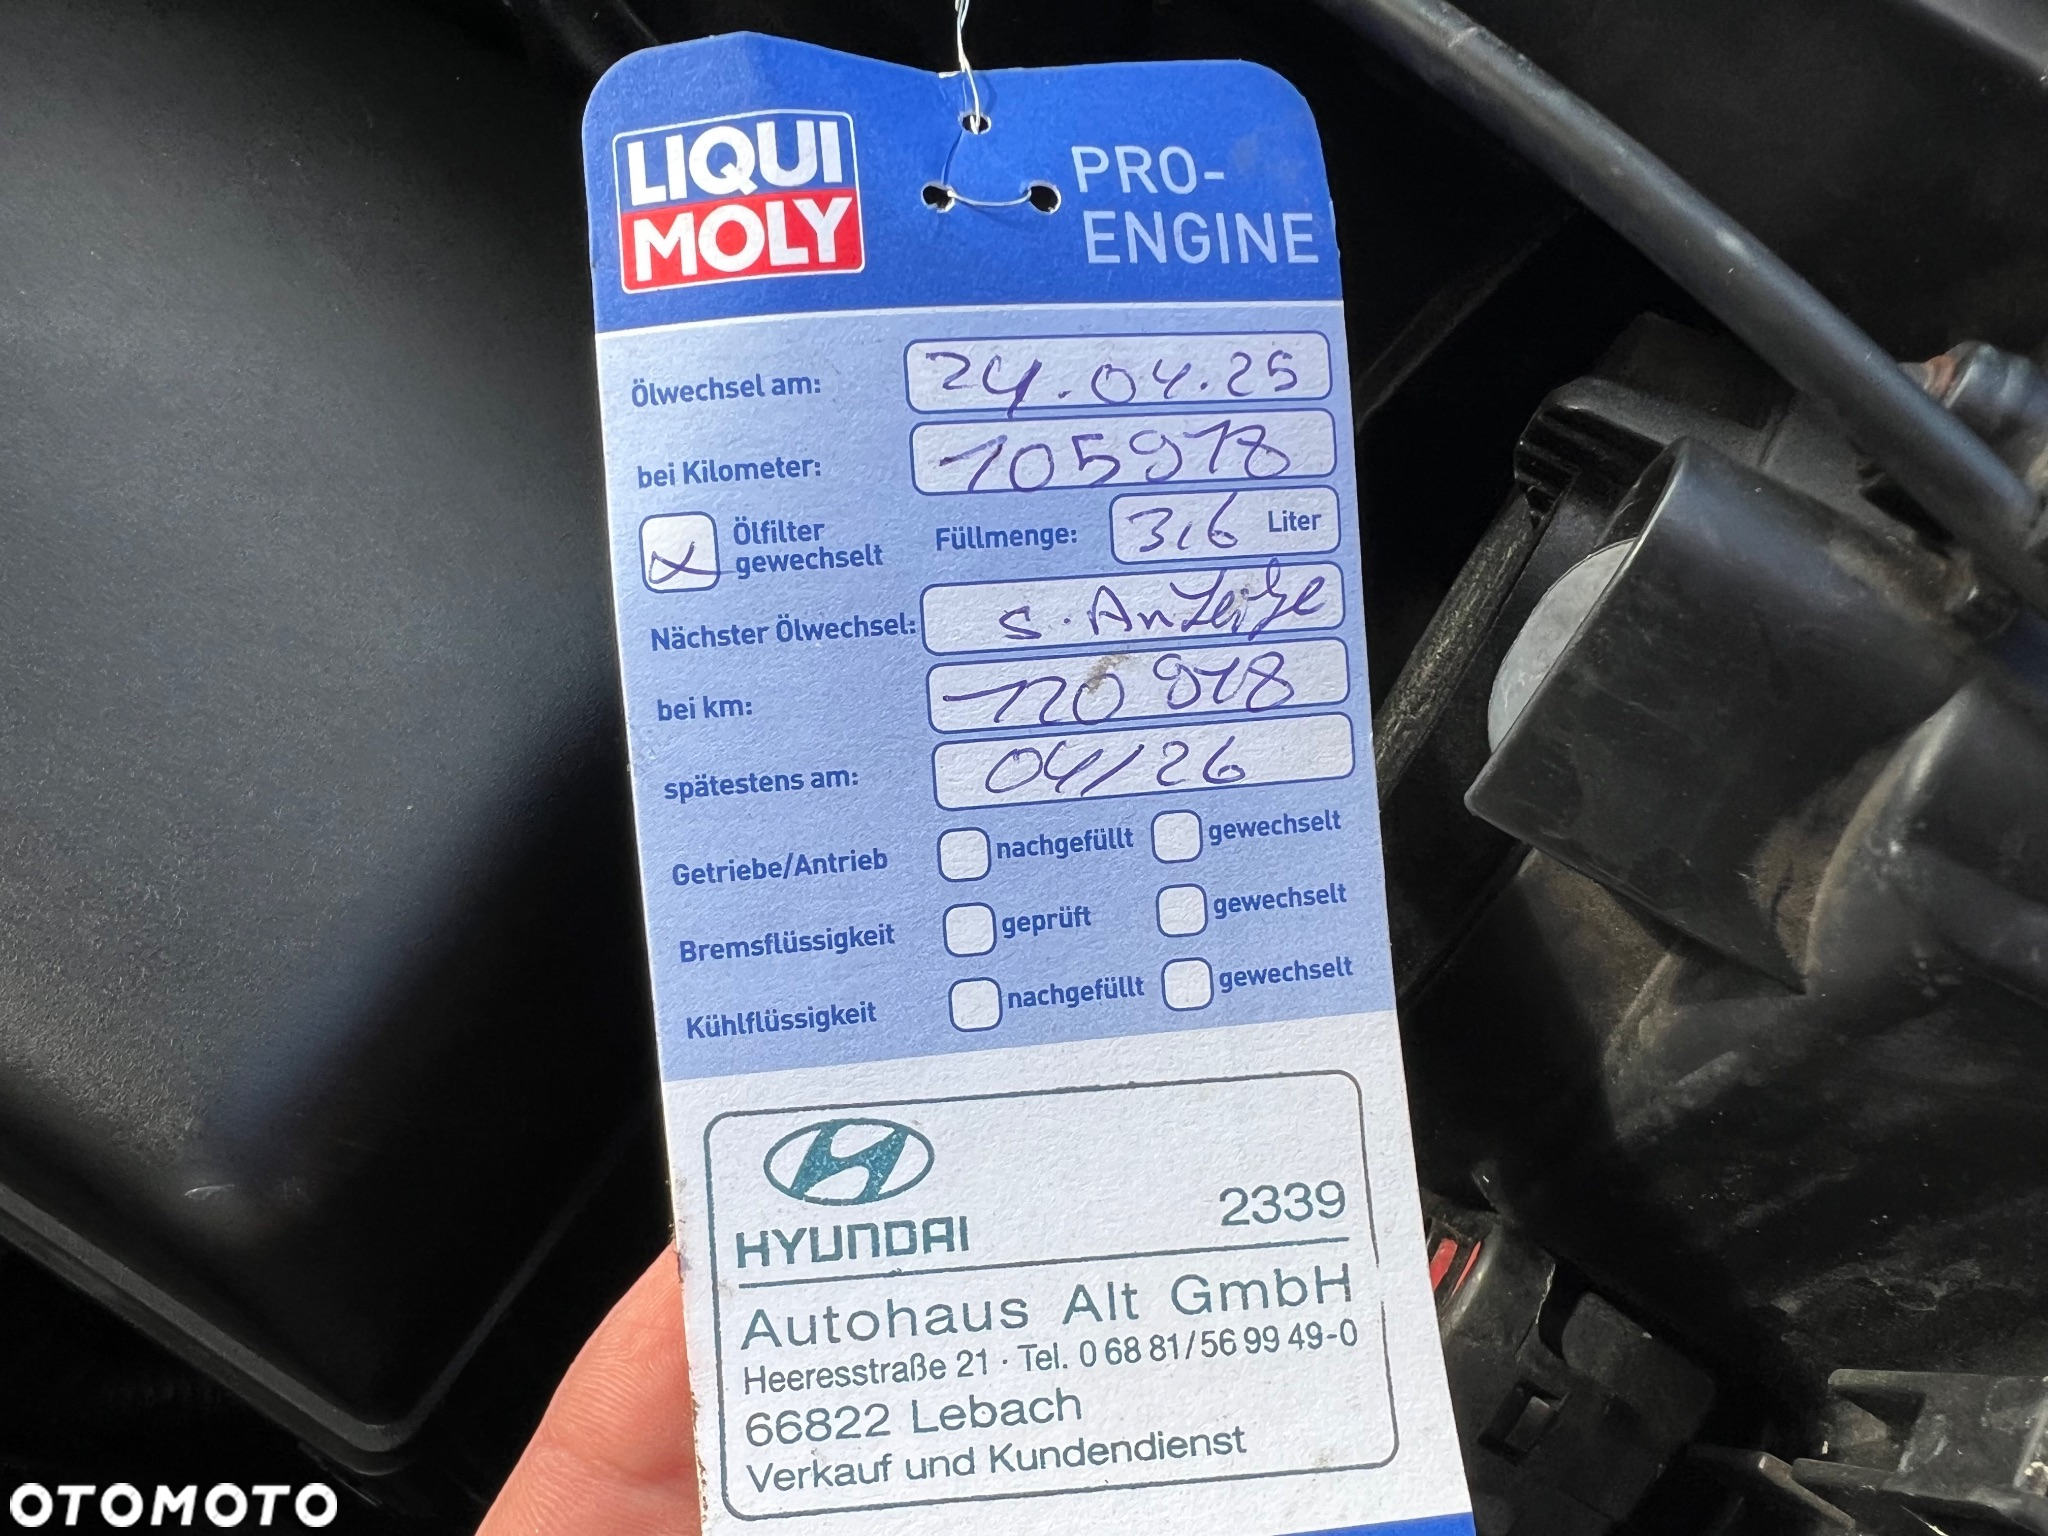 LIQUI
MOLY
PRO-
ENGINE
Ölwechsel am: 24.04.25
bei Kilometer: 105918
Ölfilter
gewechselt
Füllmenge: 3,6 Liter
Nächster Ölwechsel: s. Anzeige
bei km: 120 918
spätestens am: 04/26
Getriebe/Antrieb nachgefüllt gewechselt
Bremsflüssigkeit geprüft gewechselt
Kühlflüssigkeit nachgefüllt gewechselt
HYUNDAI 2339
Autohaus Alt GmbH
Heeresstraße 21 · Tel. 0 68 81/56 99 49-0
66822 Lebach
Verkauf und Kundendienst
OTOMOTO